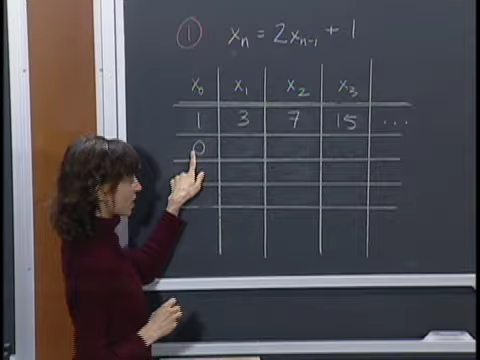 ① xₙ = 2xₙ₋₁ + 1
x₀ x₁ x₂ x₃
1 3 7 15 ...
0